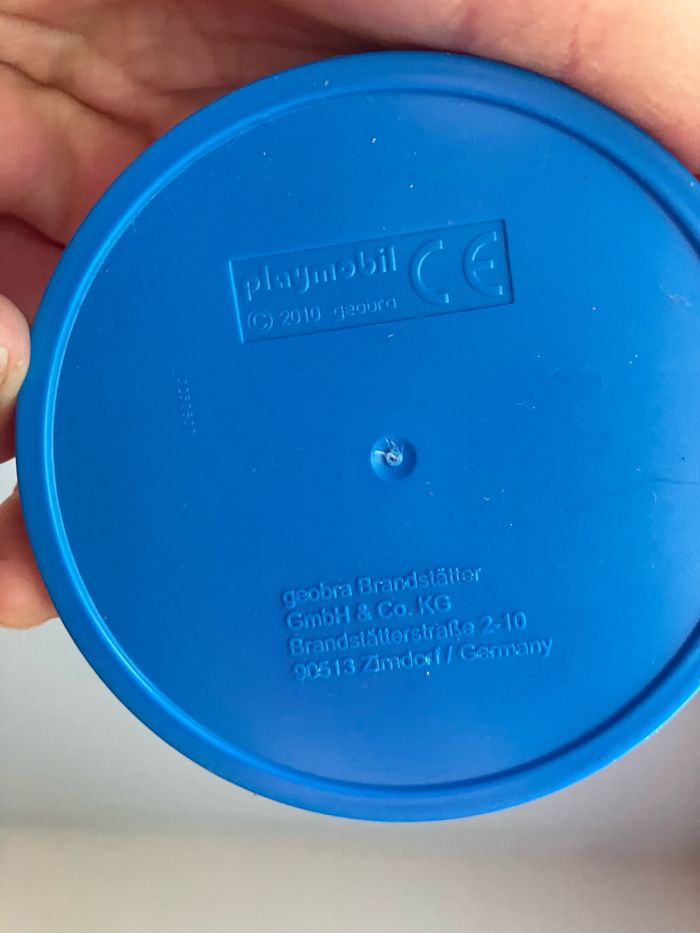 playmobil CE
© 2010 geobra
geobra Brandstätter
GmbH & Co. KG
Brandstätterstraße 2-10
90513 Zirndorf / Germany